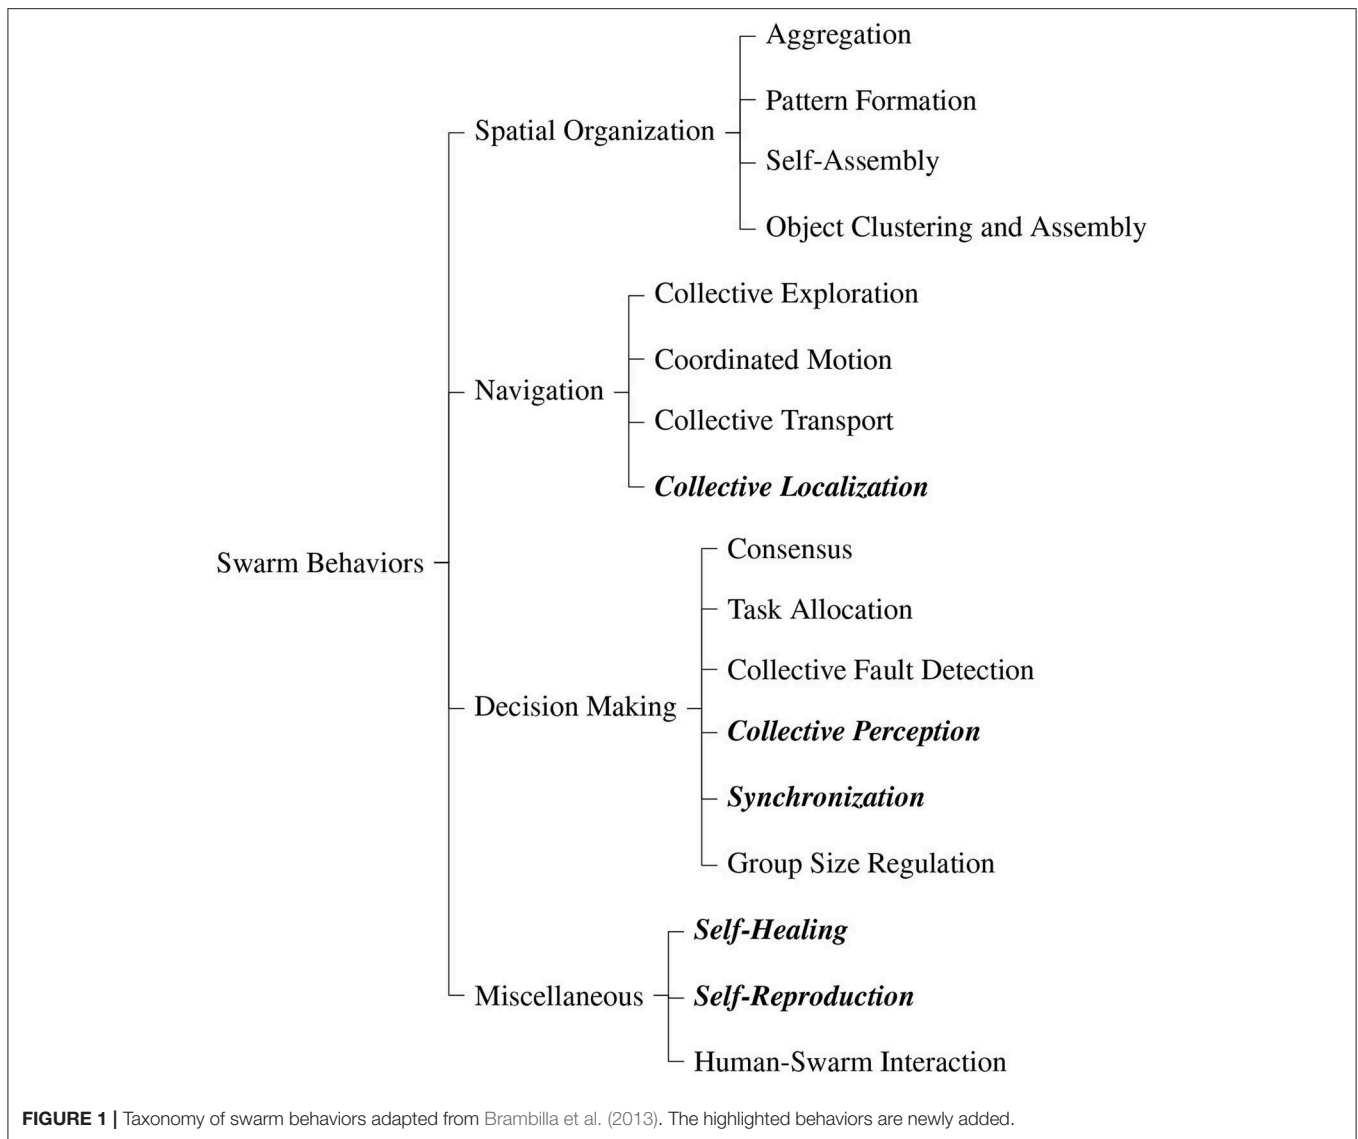 Aggregation
Pattern Formation
Spatial Organization
Self-Assembly
Object Clustering and Assembly
Collective Exploration
Coordinated Motion
Navigation
Collective Transport
Collective Localization
Swarm Behaviors
Consensus
Task Allocation
Collective Fault Detection
Decision Making
Collective Perception
Synchronization
Group Size Regulation
Self-Healing
Miscellaneous
Self-Reproduction
Human-Swarm Interaction
FIGURE 1 | Taxonomy of swarm behaviors adapted from Brambilla et al. (2013). The highlighted behaviors are newly added.